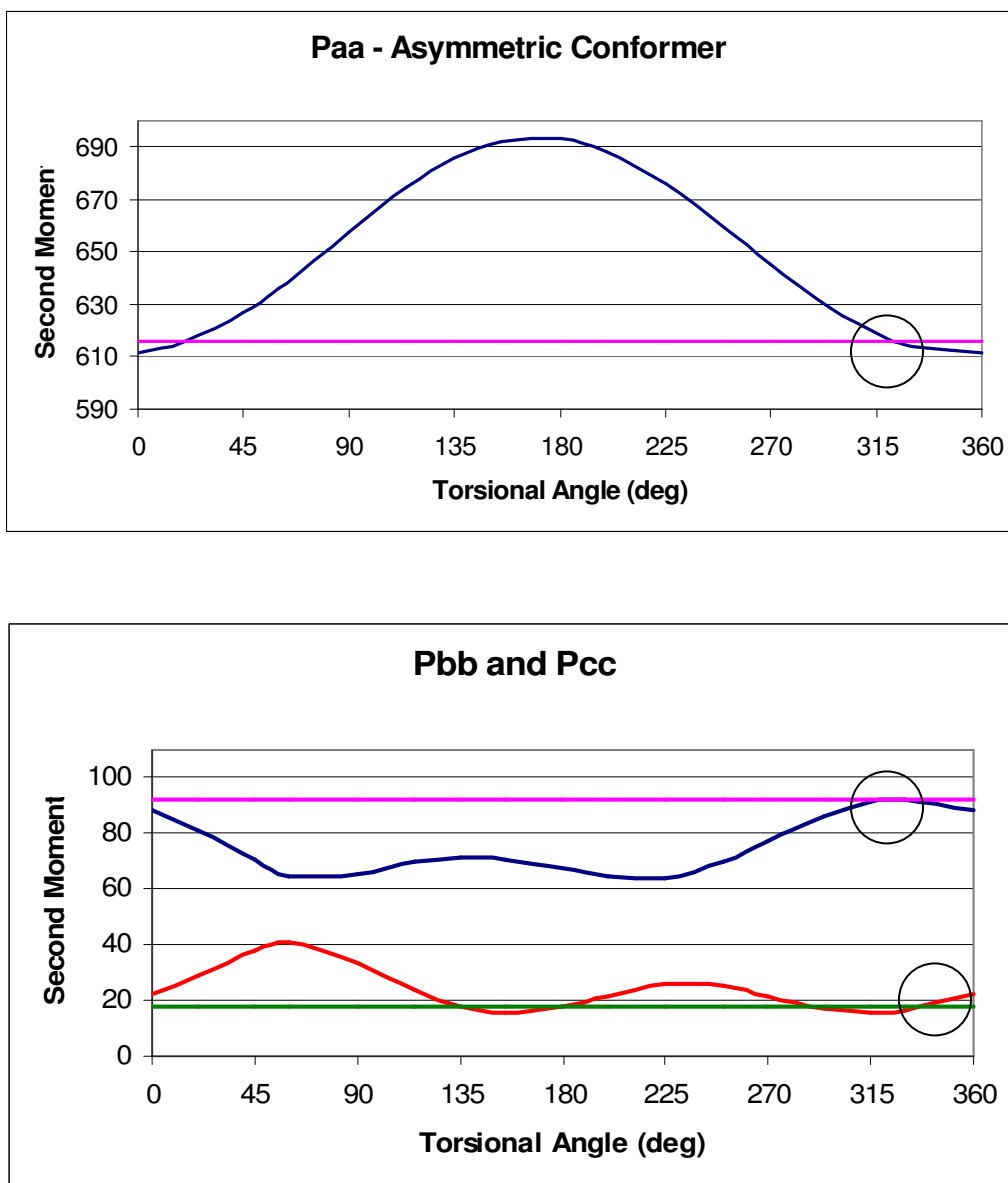 Paa - Asymmetric Conformer
Second Momen
690
670
650
630
610
590
0 45 90 135 180 225 270 315 360
Torsional Angle (deg)
Pbb and Pcc
Second Moment
100
80
60
40
20
0
0 45 90 135 180 225 270 315 360
Torsional Angle (deg)